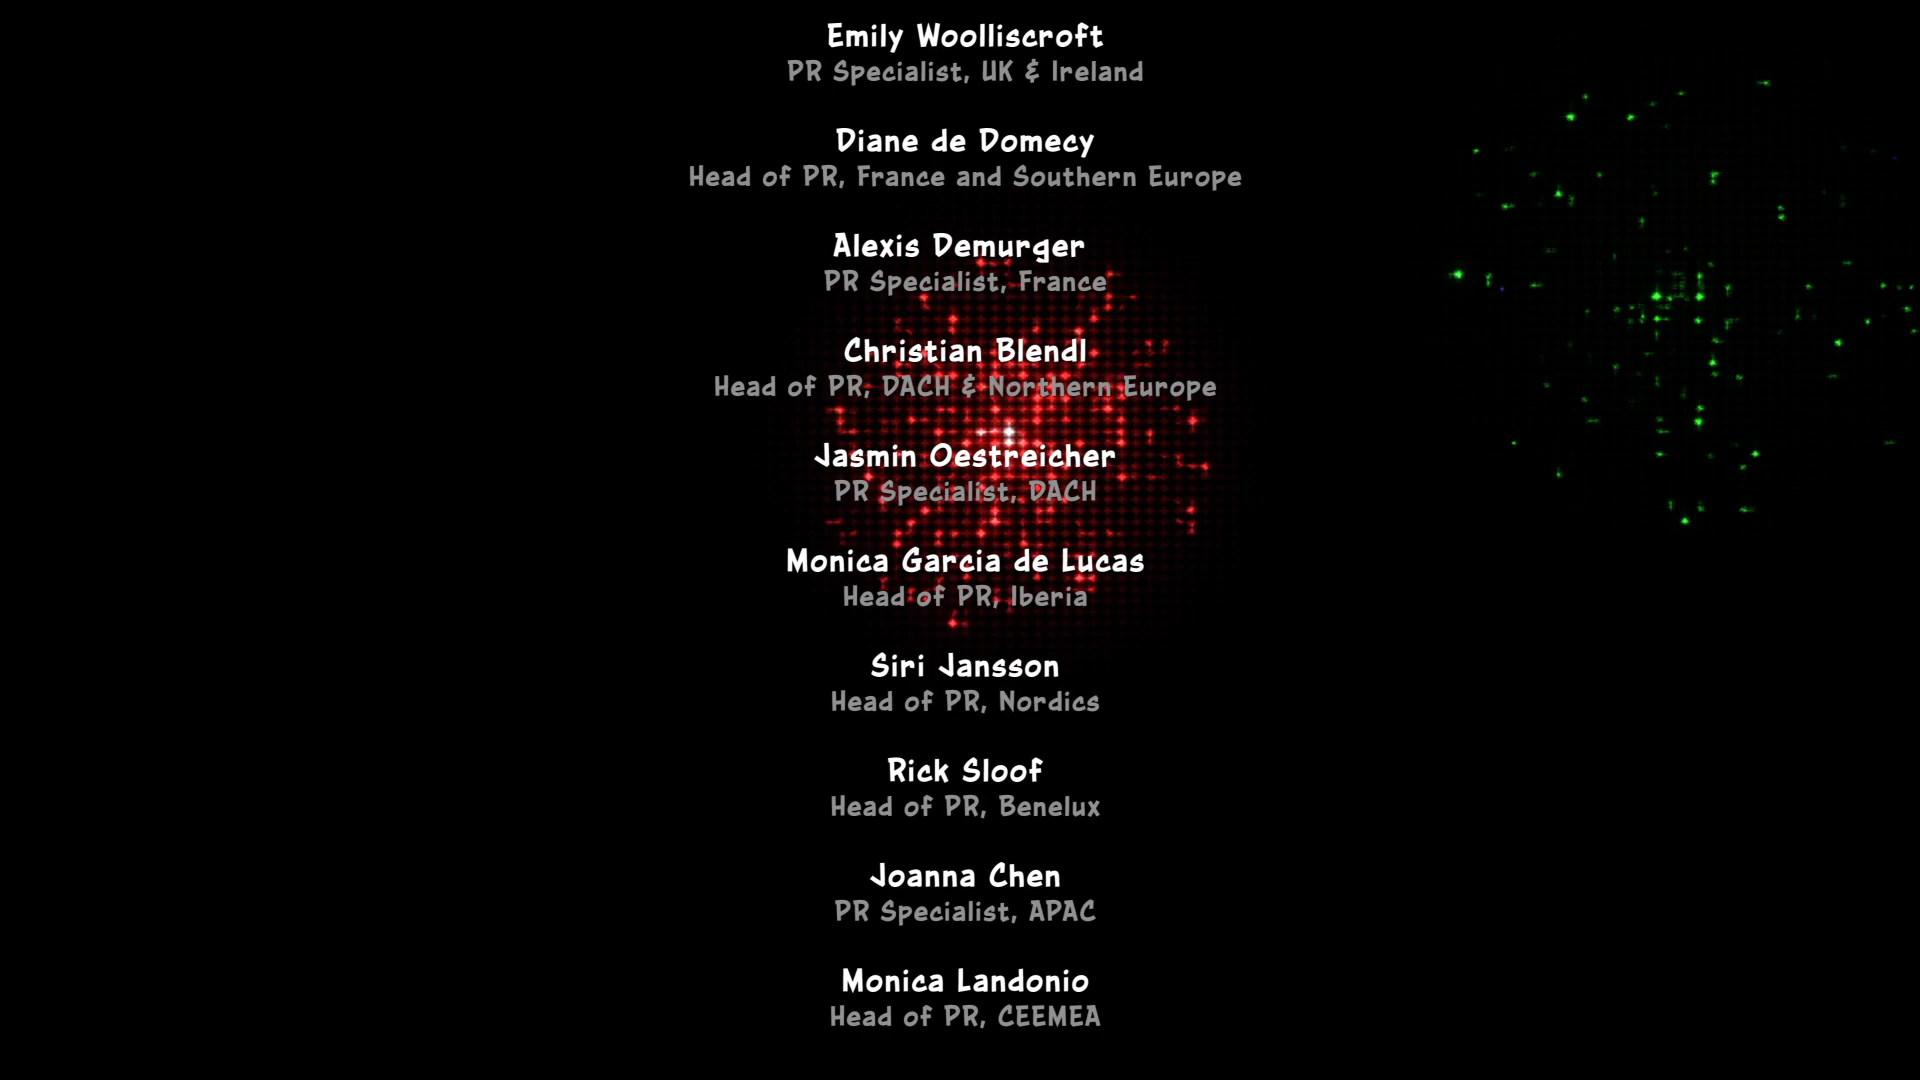 Emily Woolliscroft
PR Specialist, UK & Ireland
Diane de Domecy
Head of PR, France and Southern Europe
Alexis Demurger
PR Specialist, France
Christian Blendl
Head of PR, DACH & Northern Europe
Jasmin Oestreicher
PR Specialist, DACH
Monica Garcia de Lucas
Head of PR, Iberia
Siri Jansson
Head of PR, Nordics
Rick Sloof
Head of PR, Benelux
Joanna Chen
PR Specialist, APAC
Monica Landonio
Head of PR, CEEMEA